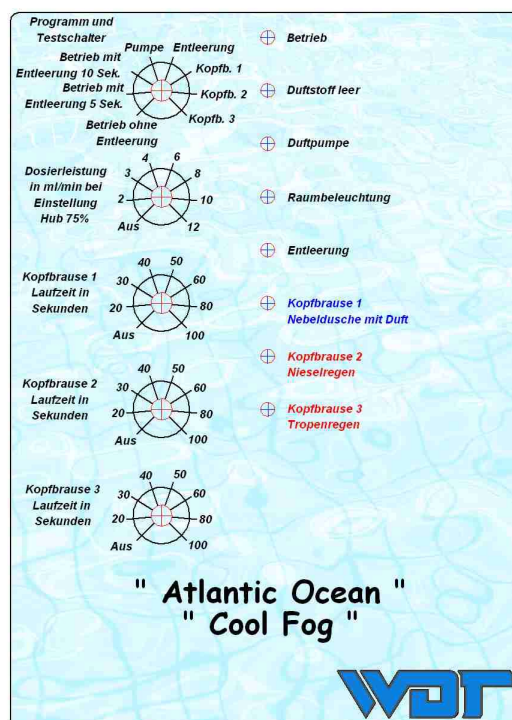 Programm und
Testschalter
Pumpe
Entleerung
Betrieb mit
Entleerung 10 Sek.
Kopfb. 1
Betrieb mit
Entleerung 5 Sek.
Kopfb. 2
Betrieb ohne
Entleerung
Kopfb. 3
Dosierleistung
in ml/min bei
Einstellung
Hub 75%
Aus
2
3
4
6
8
10
12
Kopfbrause 1
Laufzeit in
Sekunden
Aus
20
30
40
50
60
80
100
Kopfbrause 2
Laufzeit in
Sekunden
Aus
20
30
40
50
60
80
100
Kopfbrause 3
Laufzeit in
Sekunden
Aus
20
30
40
50
60
80
100
Betrieb
Duftstoff leer
Duftpumpe
Raumbeleuchtung
Entleerung
Kopfbrause 1
Nebeldusche mit Duft
Kopfbrause 2
Nieselregen
Kopfbrause 3
Tropenregen
" Atlantic Ocean "
" Cool Fog "
WDT